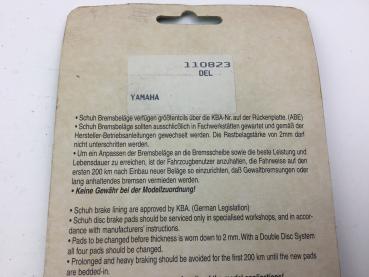 110823
DEL
YAMAHA
• Schuh Bremsbeläge verfügen größtenteils über die KBA-Nr. auf der Rückenplatte. (ABE)
• Schuh Bremsbeläge sollten ausschließlich in Fachwerkstätten gewartet und gemäß der
Hersteller-Betriebsanleitungen gewechselt werden. Die Restbelagstärke von 2mm darf
nicht unterschritten werden.
• Um ein Anpassen der Bremsbeläge an die Bremsscheibe sowie die beste Leistung und
Lebensdauer zu erreichen, ist der Fahrzeugbenutzer anzuhalten, die Fahrweise auf den
ersten 200 km nach Einbau neuer Beläge so einzurichten, daß Gewaltbremsungen oder
lang anhaltendes bremsen vermieden werden.
• Keine Gewähr bei der Modellzuordnung!
• Schuh brake lining are approved by KBA. (German Legislation)
• Schuh disc brake pads should be serviced only in specialised workshops, and in accor-
dance with manufacturers' instructions.
• Pads to be changed before thickness is worn down to 2 mm. With a Double Disc System
all four pads should be changed.
• Prolonged and heavy braking should be avoided for the first 200 km until the new pads
are bedded-in.